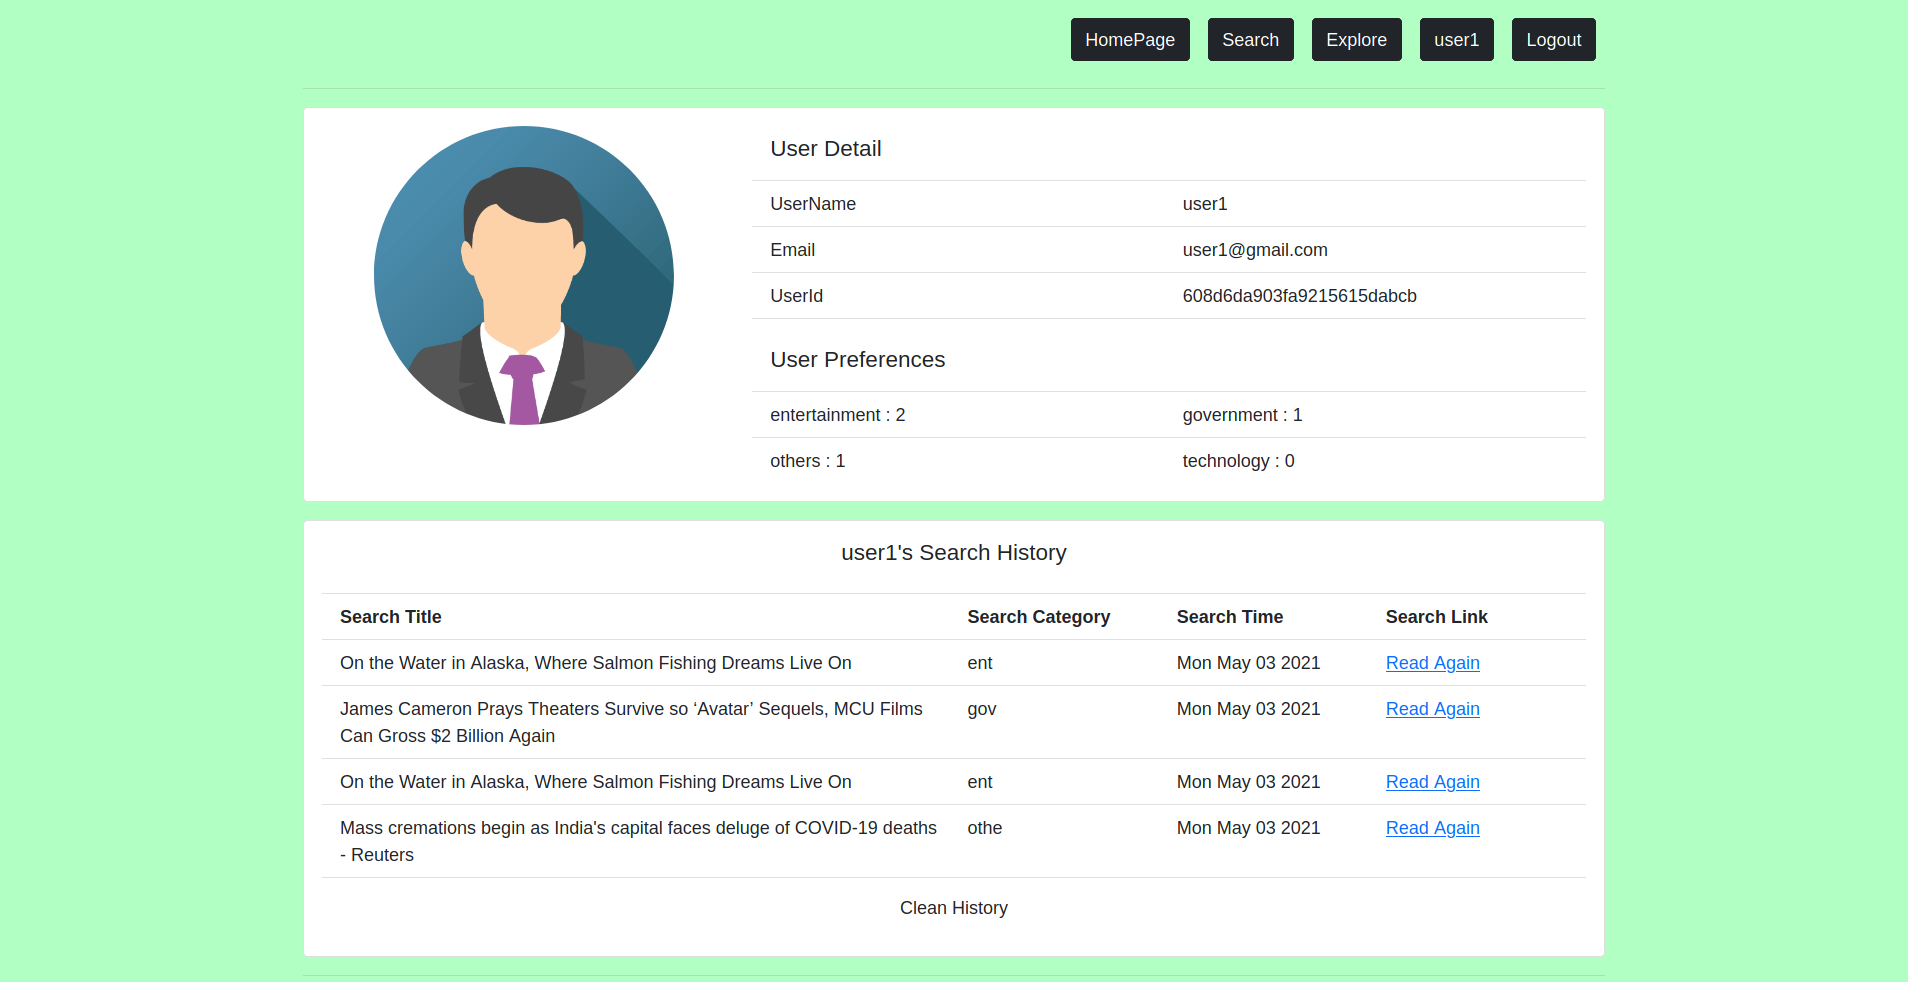 HomePage Search Explore user1 Logout
User Detail
UserName user1
Email user1@gmail.com
UserId 608d6da903fa9215615dabcb
User Preferences
entertainment : 2 government : 1
others : 1 technology : 0
user1's Search History
Search Title Search Category Search Time Search Link
On the Water in Alaska, Where Salmon Fishing Dreams Live On ent Mon May 03 2021 Read Again
James Cameron Prays Theaters Survive so ‘Avatar’ Sequels, MCU Films gov Mon May 03 2021 Read Again
Can Gross $2 Billion Again
On the Water in Alaska, Where Salmon Fishing Dreams Live On ent Mon May 03 2021 Read Again
Mass cremations begin as India's capital faces deluge of COVID-19 deaths othe Mon May 03 2021 Read Again
- Reuters
Clean History